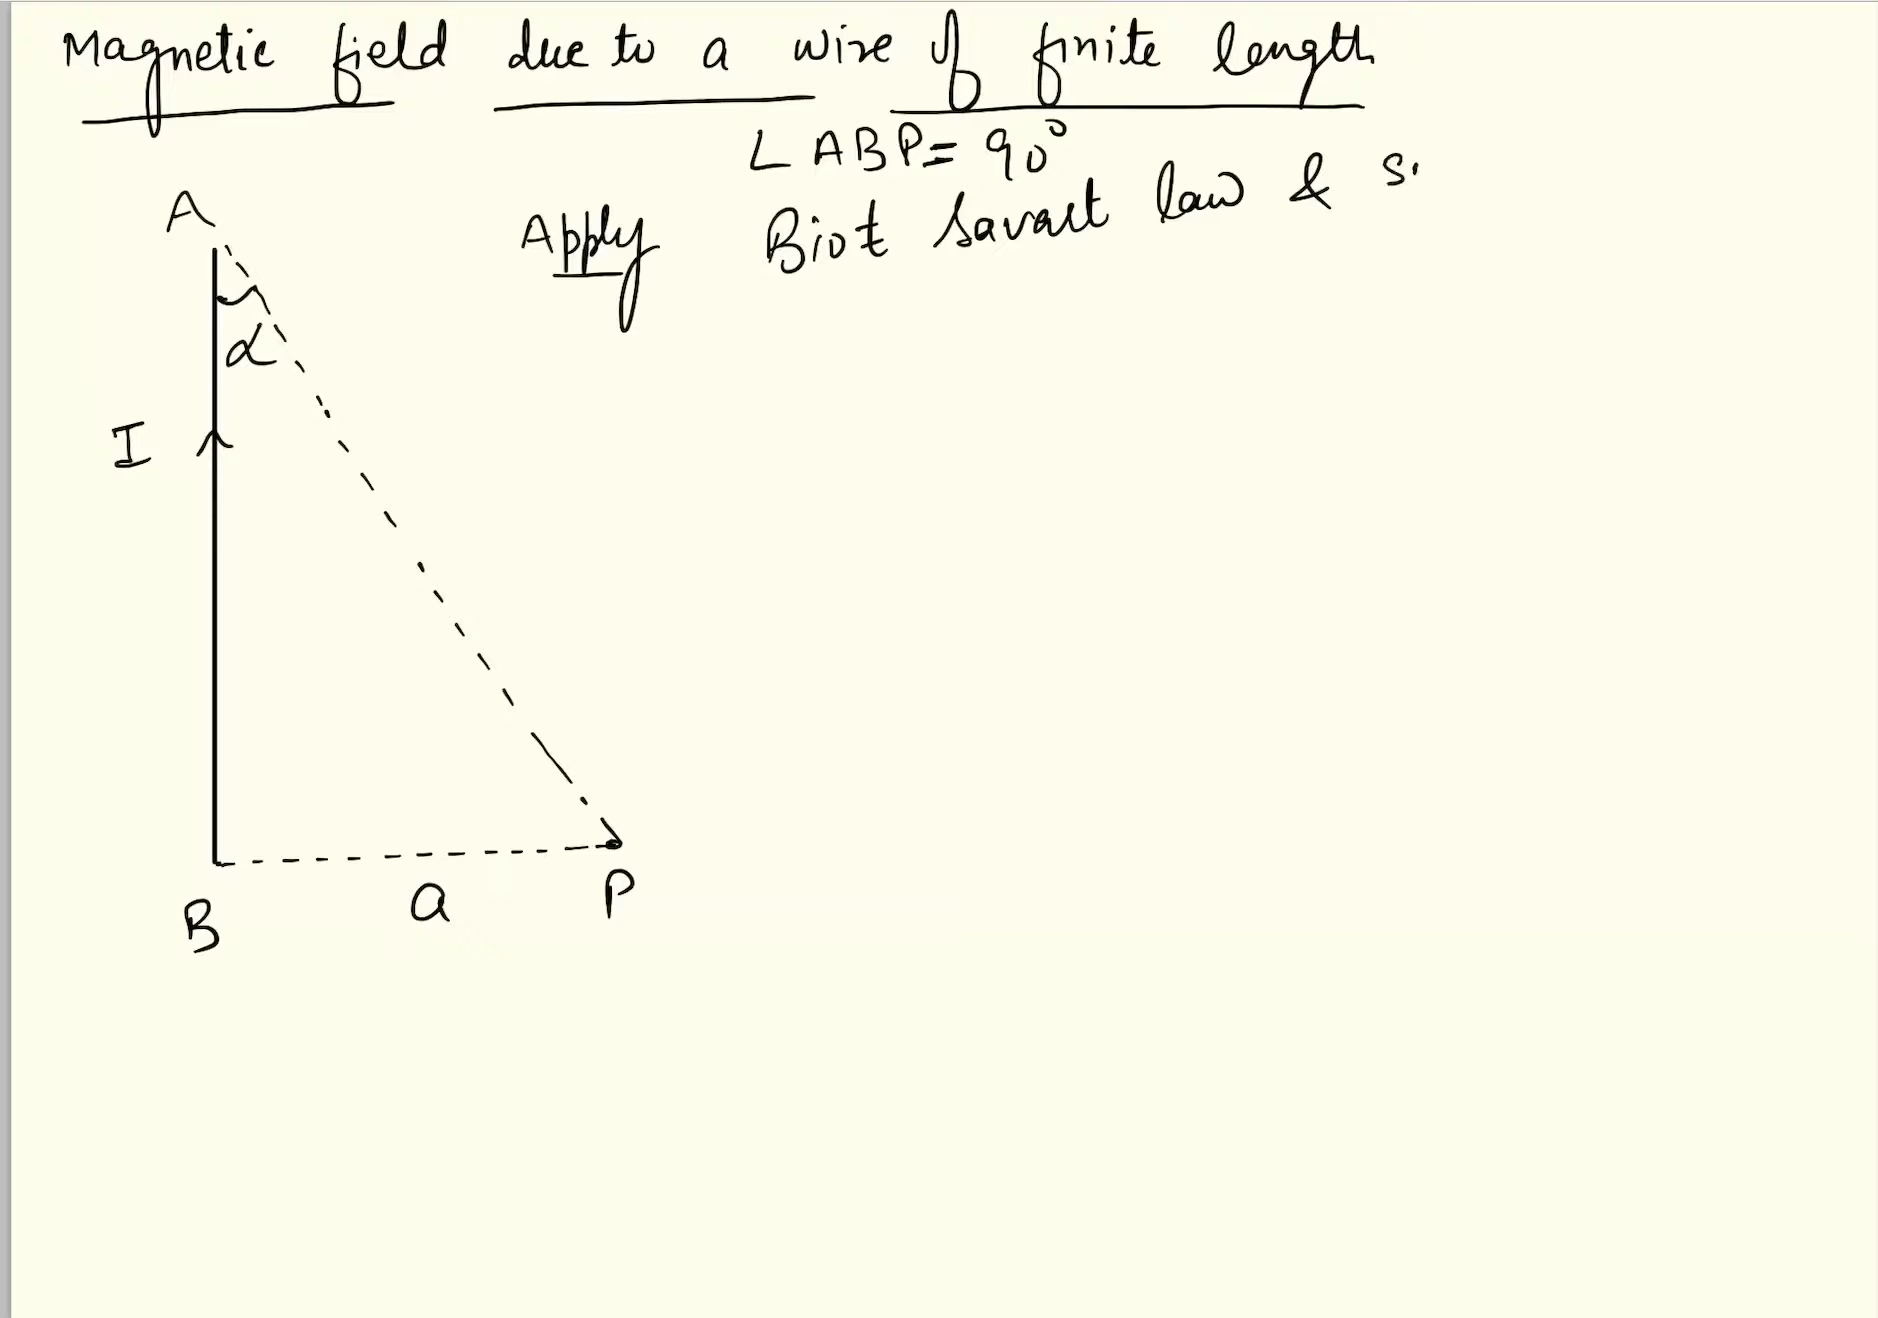 Magnetic field due to a wire of finite length
∠ ABP = 90°
Apply Biot Savart law & s
A
α
I
B
a
P